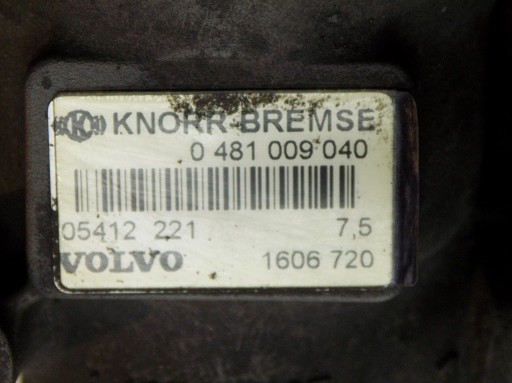 KNORR-BREMSE
0 481 009 040
05412 221 7,5
VOLVO 1606 720